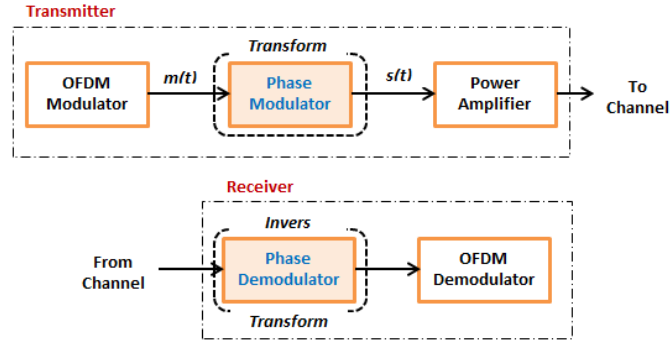 Transmitter
Transform
OFDM
Modulator
m(t)
Phase
Modulator
s(t)
Power
Amplifier
To
Channel
Receiver
Invers
From
Channel
Phase
Demodulator
OFDM
Demodulator
Transform